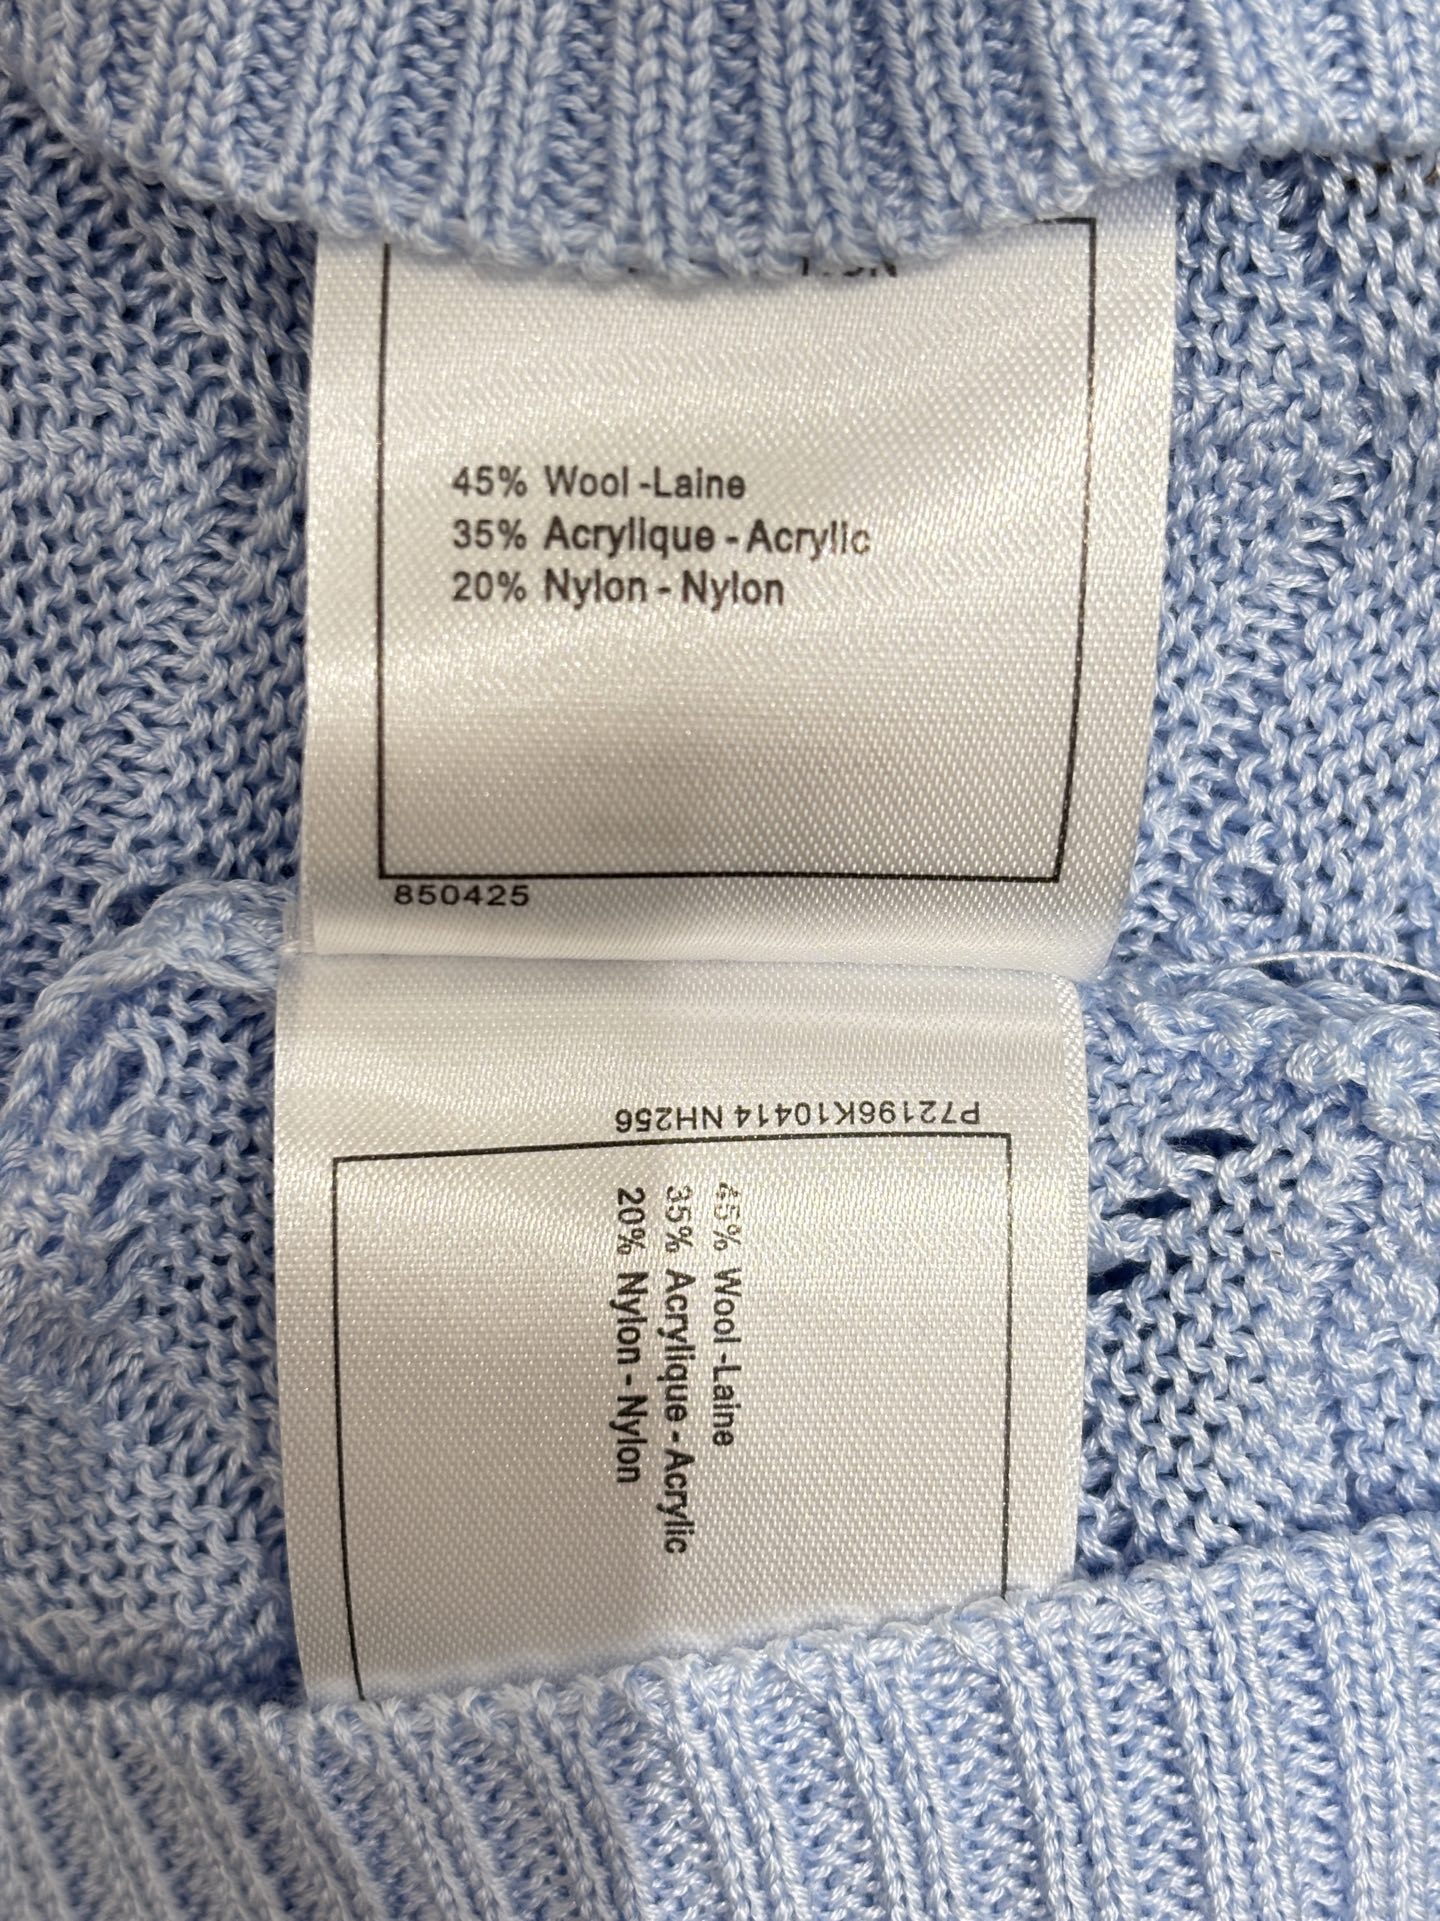 45% Wool -Laine
35% Acrylique - Acrylic
20% Nylon - Nylon
850425
P72196K10414 NH256
45% Wool -Laine
35% Acrylique - Acrylic
20% Nylon - Nylon